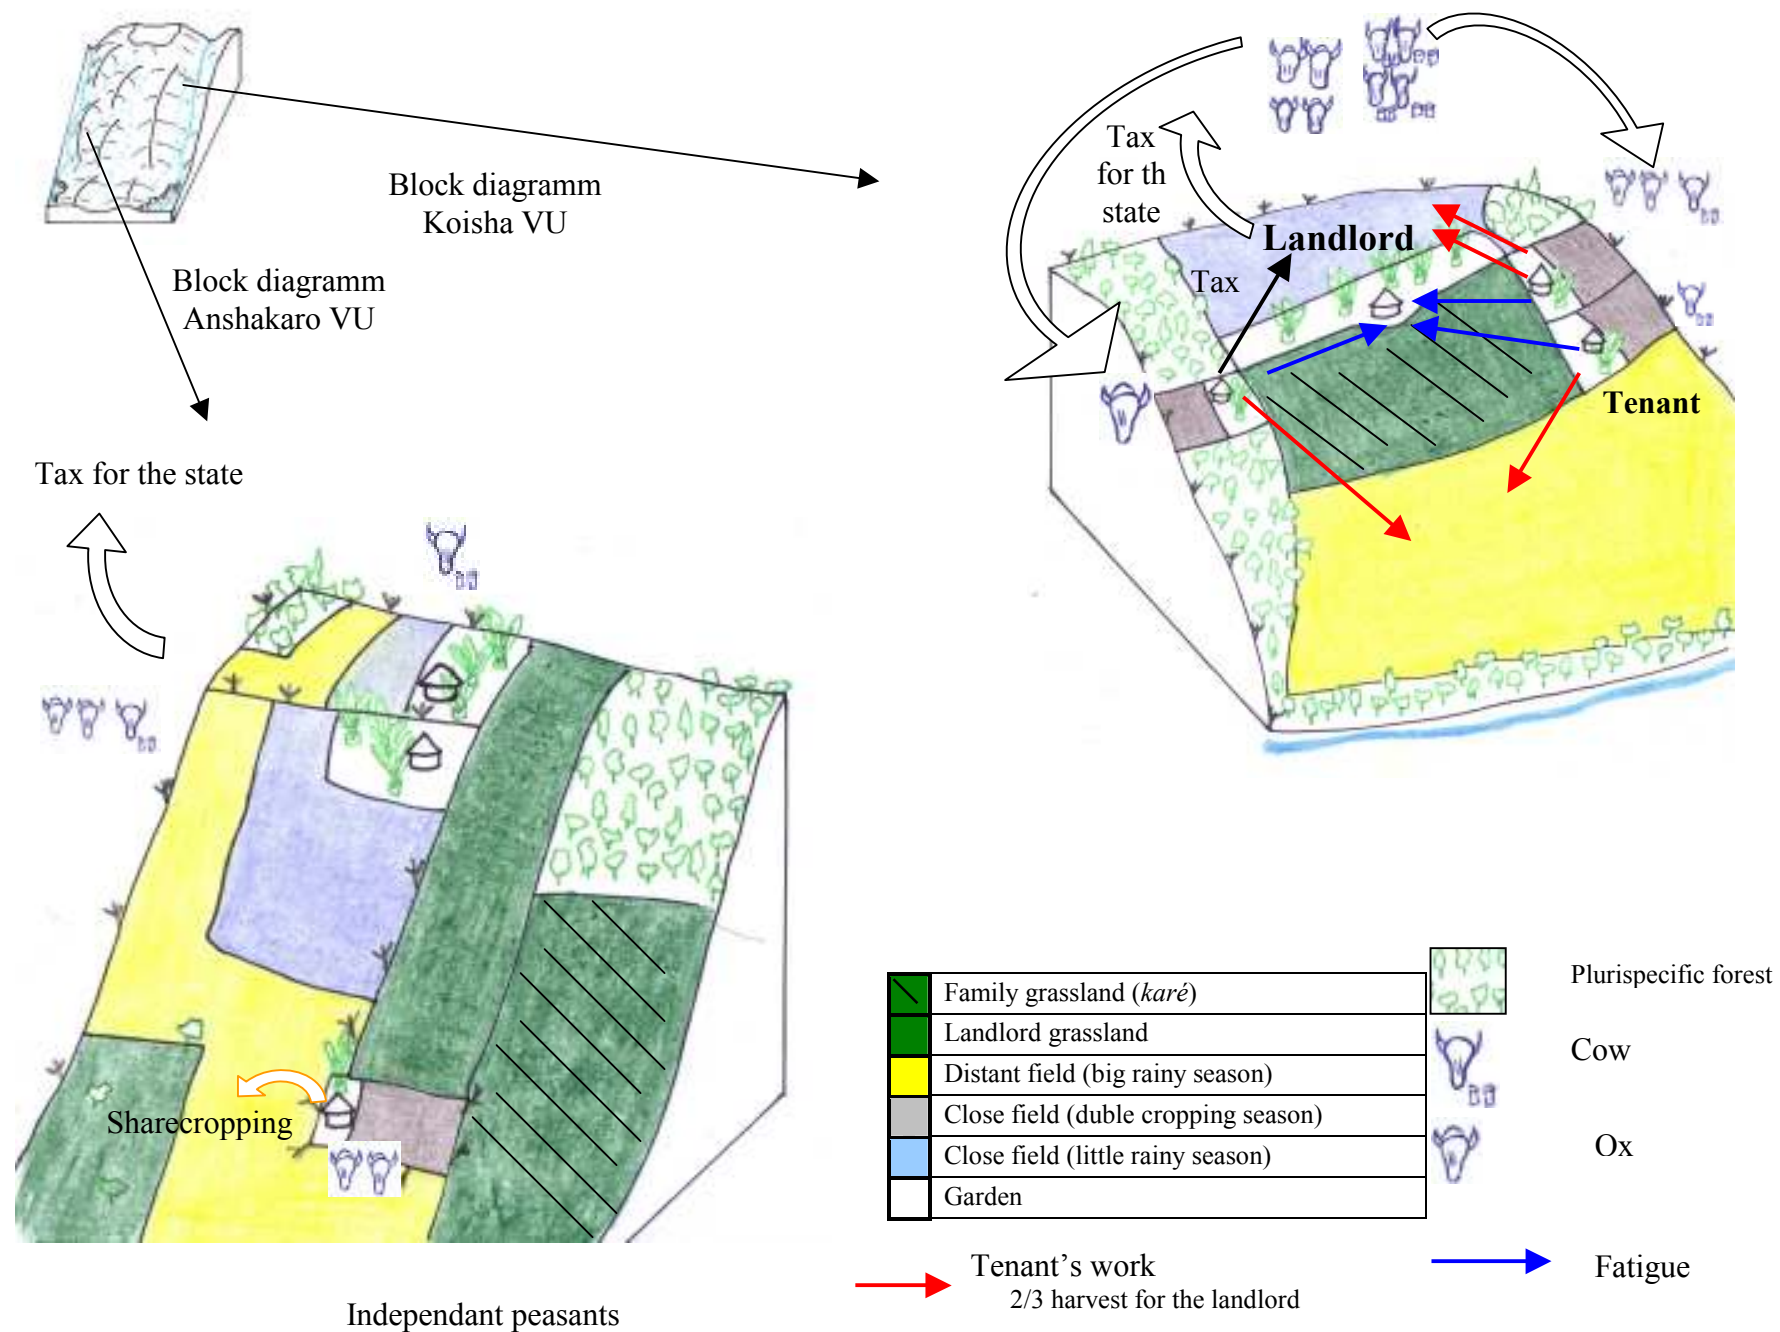 Block diagramm
Koisha VU
Block diagramm
Anshakaro VU
Tax for the state
Tax
for th
state
Landlord
Tax
Tenant
Sharecropping
Independant peasants
Family grassland (karé)
Landlord grassland
Distant field (big rainy season)
Close field (duble cropping season)
Close field (little rainy season)
Garden
Plurispecific forest
Cow
Ox
Tenant’s work
2/3 harvest for the landlord
Fatigue